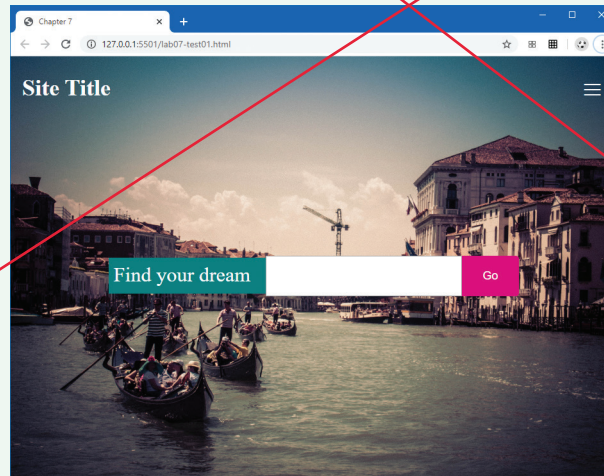 Chapter 7
127.0.0.1:5501/lab07-test01.html
Site Title
Find your dream
Go